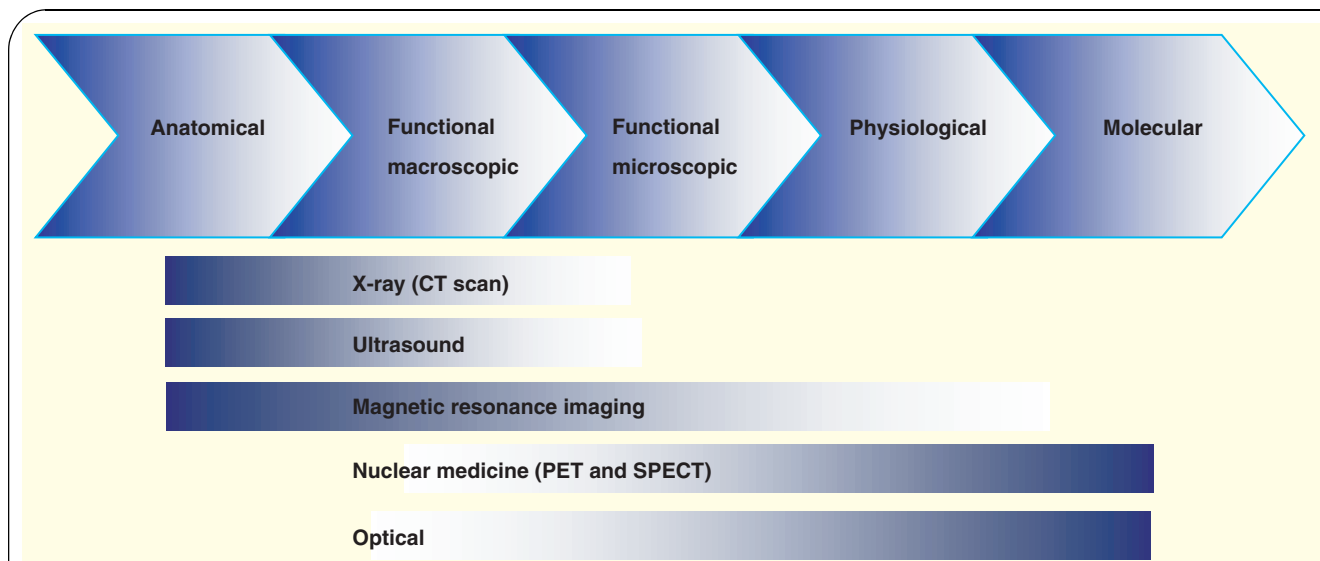 Anatomical
Functional
macroscopic
Functional
microscopic
Physiological
Molecular
X-ray (CT scan)
Ultrasound
Magnetic resonance imaging
Nuclear medicine (PET and SPECT)
Optical